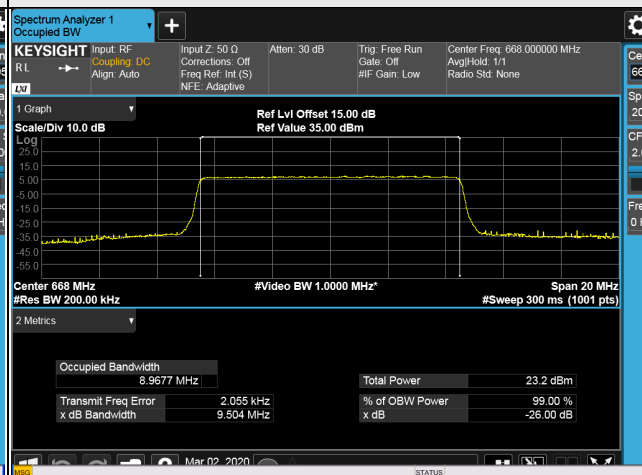 Spectrum Analyzer 1
Occupied BW
KEYSIGHT
R L
LXI
Input: RF
Coupling: DC
Align: Auto
Input Z: 50 Ω
Corrections: Off
Freq Ref: Int (S)
NFE: Adaptive
Atten: 30 dB
Trig: Free Run
Gate: Off
#IF Gain: Low
Center Freq: 668.000000 MHz
Avg|Hold: 1/1
Radio Std: None
1 Graph
Scale/Div 10.0 dB
Ref Lvl Offset 15.00 dB
Ref Value 35.00 dBm
Log
25.0
15.0
5.00
-5.00
-15.0
-25.0
-35.0
-45.0
-55.0
Center 668 MHz
#Res BW 200.00 kHz
#Video BW 1.0000 MHz*
Span 20 MHz
#Sweep 300 ms (1001 pts)
2 Metrics
Occupied Bandwidth
8.9677 MHz
Transmit Freq Error 2.055 kHz
x dB Bandwidth 9.504 MHz
Total Power 23.2 dBm
% of OBW Power 99.00 %
x dB -26.00 dB
Mar 02, 2020
MSG
STATUS